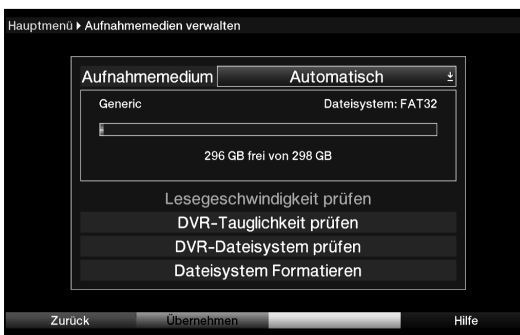 Hauptmenü ▸ Aufnahmemedien verwalten
Aufnahmemedium Automatisch
Generic Dateisystem: FAT32
296 GB frei von 298 GB
Lesegeschwindigkeit prüfen
DVR-Tauglichkeit prüfen
DVR-Dateisystem prüfen
Dateisystem Formatieren
Zurück Übernehmen Hilfe